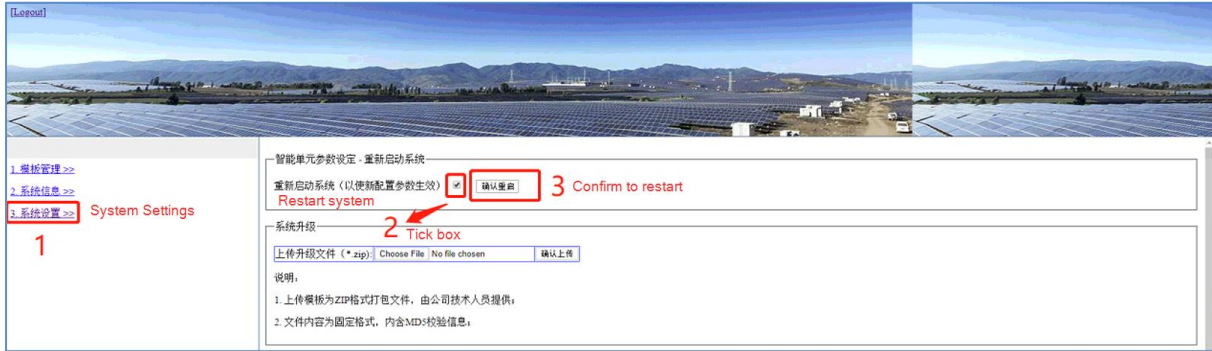 [Logout]
1. 模板管理 >>
2. 系统信息 >>
3. 系统设置 >>
System Settings
1
智能单元参数设定 - 重新启动系统
重新启动系统（以使新配置参数生效） 确认重启
3 Confirm to restart
Restart system
2 Tick box
系统升级
上传升级文件（*.zip): Choose File No file chosen 确认上传
说明：
1. 上传模板为ZIP格式打包文件，由公司技术人员提供；
2. 文件内容为固定格式，内含MD5校验信息；